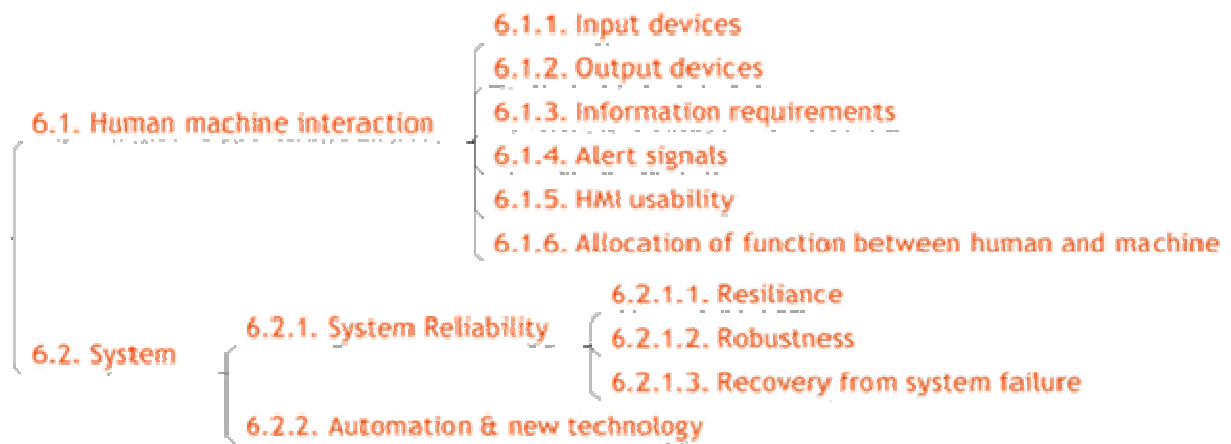 6.1.1. Input devices
6.1.2. Output devices
6.1. Human machine interaction
6.1.3. Information requirements
6.1.4. Alert signals
6.1.5. HMI usability
6.1.6. Allocation of function between human and machine
6.2. System
6.2.1. System Reliability
6.2.1.1. Resiliance
6.2.1.2. Robustness
6.2.1.3. Recovery from system failure
6.2.2. Automation & new technology